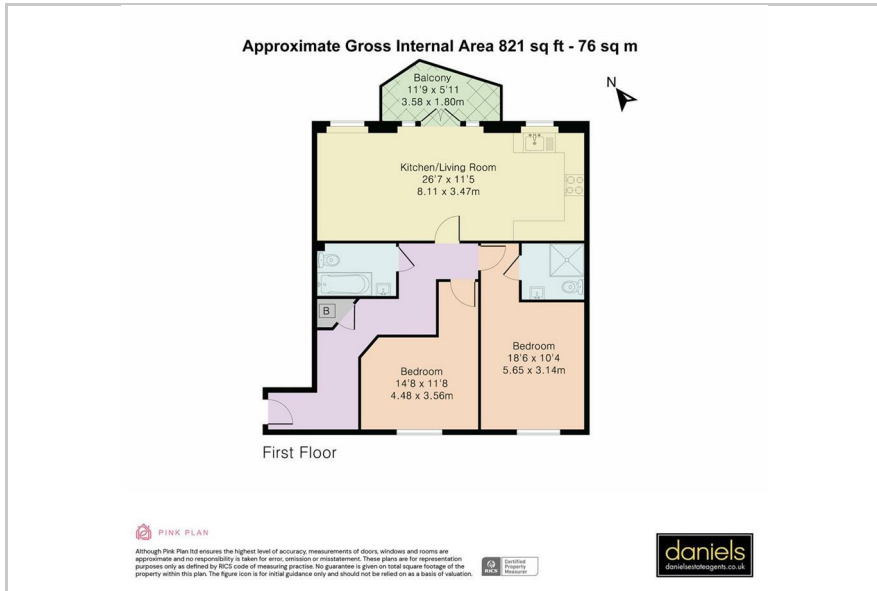 Approximate Gross Internal Area 821 sq ft - 76 sq m
N
Balcony
11'9 x 5'11
3.58 x 1.80m
Kitchen/Living Room
26'7 x 11'5
8.11 x 3.47m
B
Bedroom
14'8 x 11'8
4.48 x 3.56m
Bedroom
18'6 x 10'4
5.65 x 3.14m
First Floor
PINK PLAN
Although Pink Plan ltd ensures the highest level of accuracy, measurements of doors, windows and rooms are
approximate and no responsibility is taken for error, omission or misstatement. These plans are for representation
purposes only as defined by RICS code of measuring practise. No guarantee is given on total square footage of the
property within this plan. The figure icon is for initial guidance only and should not be relied on as a basis of valuation.
RICS
Certified
Property
Measurer
daniels
danielsestateagents.co.uk